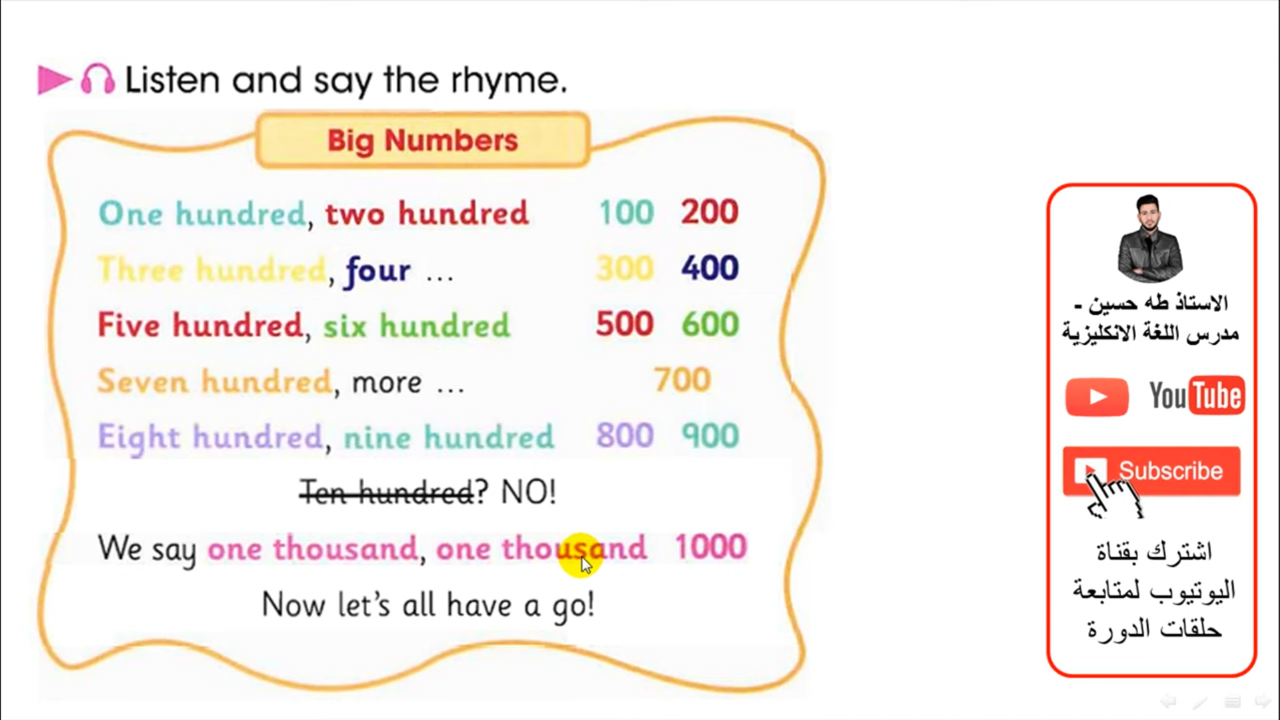 Listen and say the rhyme.
Big Numbers
One hundred, two hundred 100 200
Three hundred, four ... 300 400
Five hundred, six hundred 500 600
Seven hundred, more ... 700
Eight hundred, nine hundred 800 900
Ten hundred? NO!
We say one thousand, one thousand 1000
Now let's all have a go!
الاستاذ طه حسين -
مدرس اللغة الانكليزية
YouTube
Subscribe
اشترك بقناة
اليوتيوب لمتابعة
حلقات الدورة